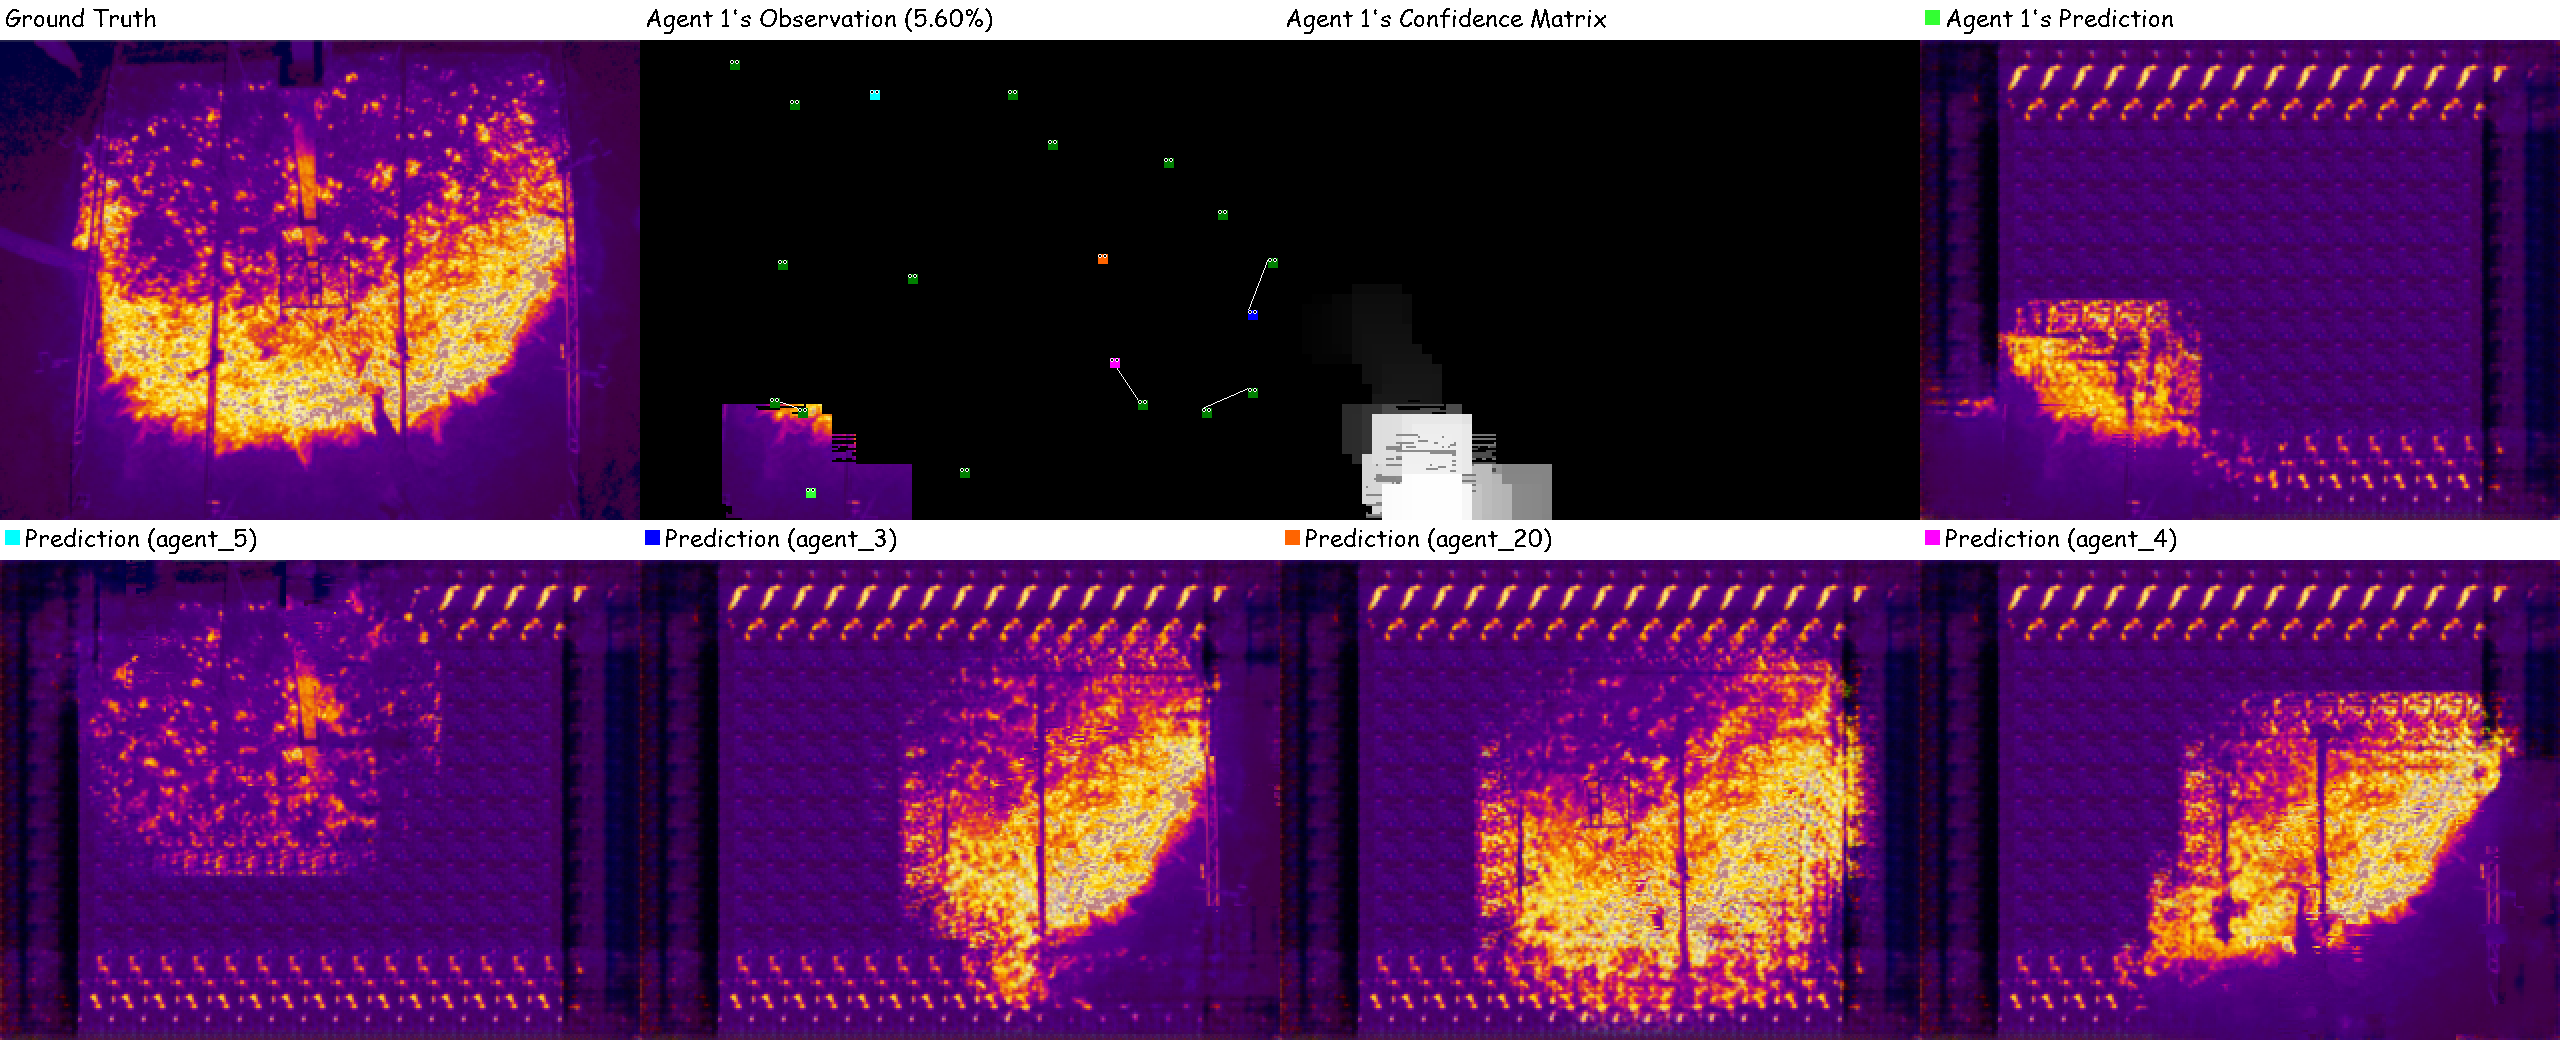 Ground Truth
Agent 1's Observation (5.60%)
Agent 1's Confidence Matrix
Agent 1's Prediction
Prediction (agent_5)
Prediction (agent_3)
Prediction (agent_20)
Prediction (agent_4)